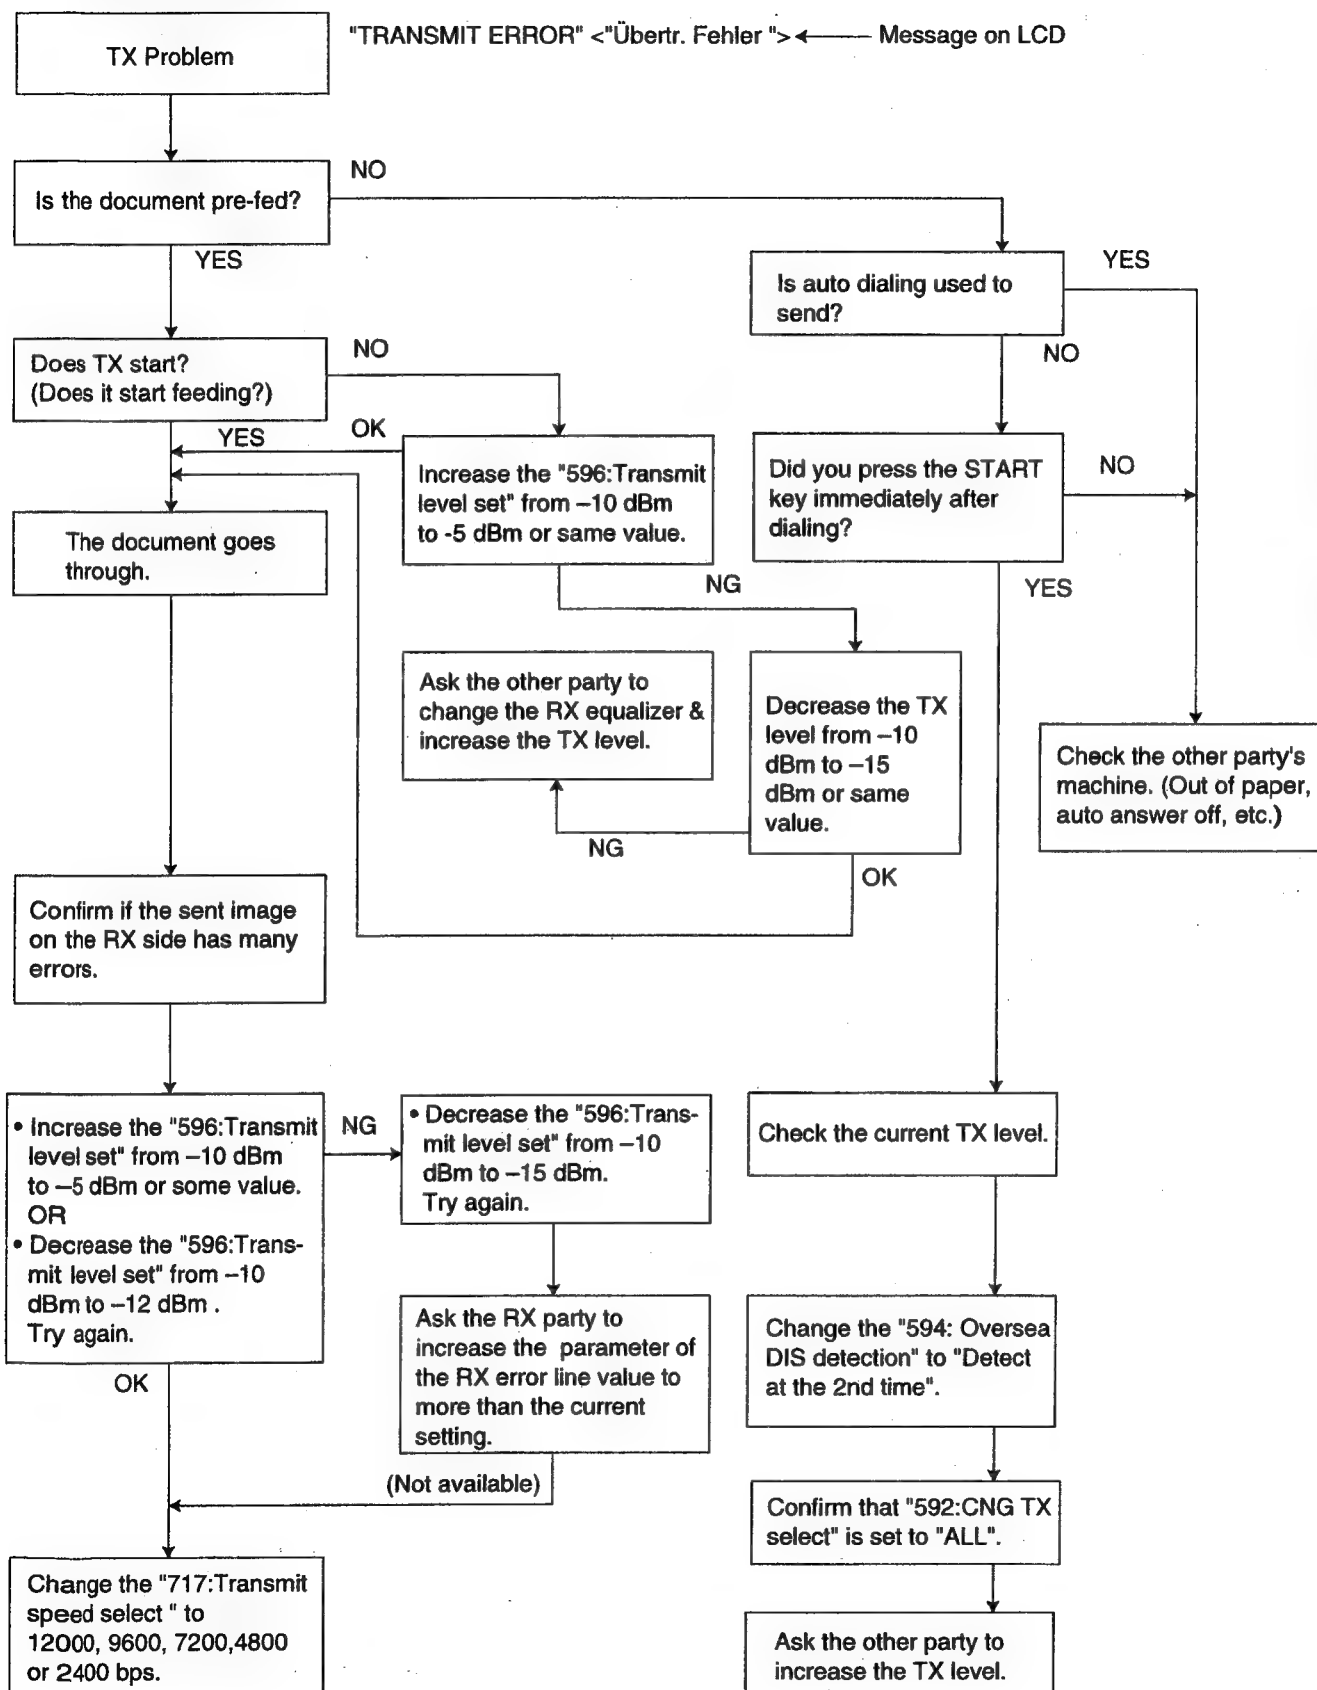 TX Problem
"TRANSMIT ERROR" <"Übertr. Fehler "> Message on LCD
Is the document pre-fed?
NO
YES
Is auto dialing used to
send?
YES
NO
Does TX start?
(Does it start feeding?)
NO
YES
OK
Increase the "596:Transmit
level set" from –10 dBm
to -5 dBm or same value.
NG
Did you press the START
key immediately after
dialing?
NO
YES
The document goes
through.
Ask the other party to
change the RX equalizer &
increase the TX level.
Decrease the TX
level from –10
dBm to –15
dBm or same
value.
NG
OK
Check the other party's
machine. (Out of paper,
auto answer off, etc.)
Confirm if the sent image
on the RX side has many
errors.
• Increase the "596:Transmit
level set" from –10 dBm
to –5 dBm or some value.
OR
• Decrease the "596:Trans-
mit level set" from –10
dBm to –12 dBm .
Try again.
NG
OK
• Decrease the "596:Trans-
mit level set" from –10
dBm to –15 dBm.
Try again.
Ask the RX party to
increase the parameter of
the RX error line value to
more than the current
setting.
(Not available)
Change the "717:Transmit
speed select " to
12000, 9600, 7200,4800
or 2400 bps.
Check the current TX level.
Change the "594: Oversea
DIS detection" to "Detect
at the 2nd time".
Confirm that "592:CNG TX
select" is set to "ALL".
Ask the other party to
increase the TX level.